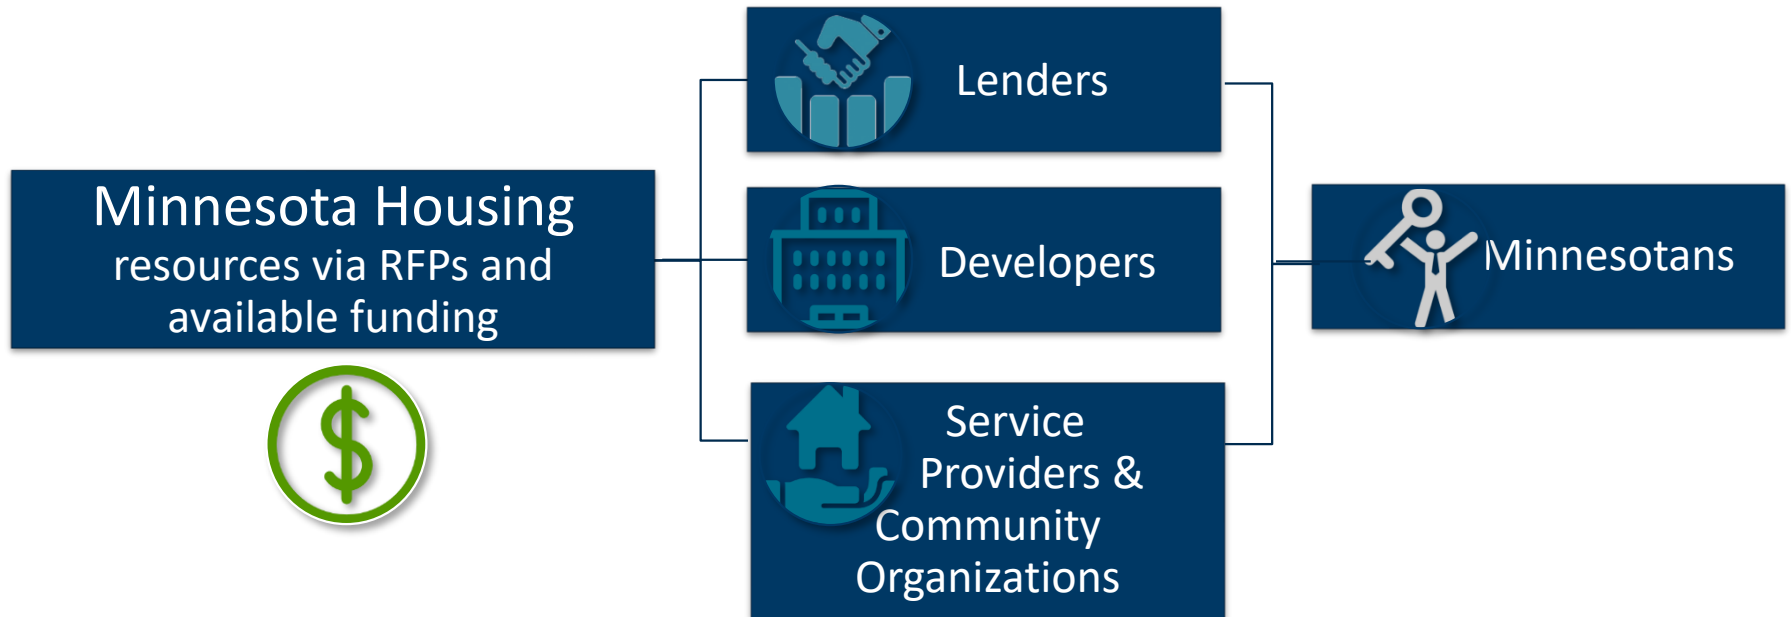 Minnesota Housing
resources via RFPs and
available funding
$
Lenders
Developers
Service
Providers &
Community
Organizations
Minnesotans